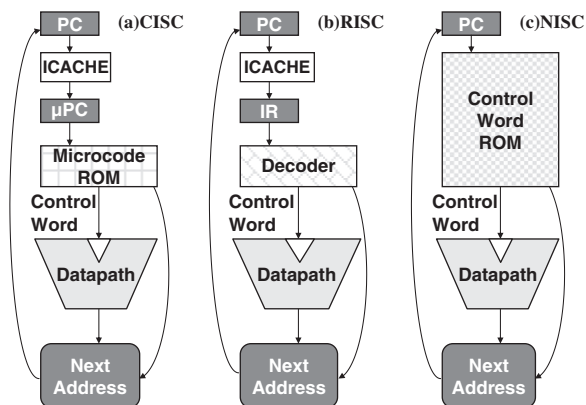 PC
(a)CISC
ICACHE
µPC
Microcode
ROM
Control
Word
Datapath
Next
Address
PC
(b)RISC
ICACHE
IR
Decoder
Control
Word
Datapath
Next
Address
PC
(c)NISC
Control
Word
ROM
Control
Word
Datapath
Next
Address